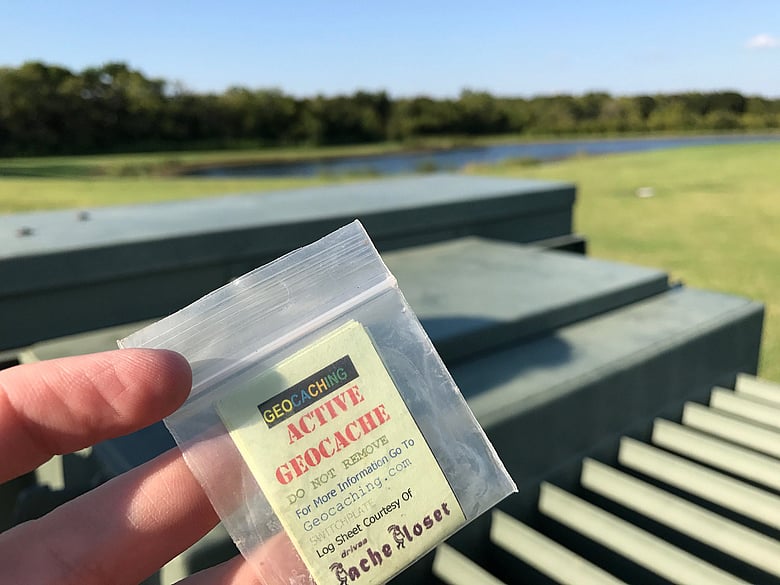 GEOCACHING
ACTIVE
GEOCACHE
DO NOT REMOVE
For More Information Go To
Geocaching.com
SWITCHPLATE
Log Sheet Courtesy Of
Cache Closet